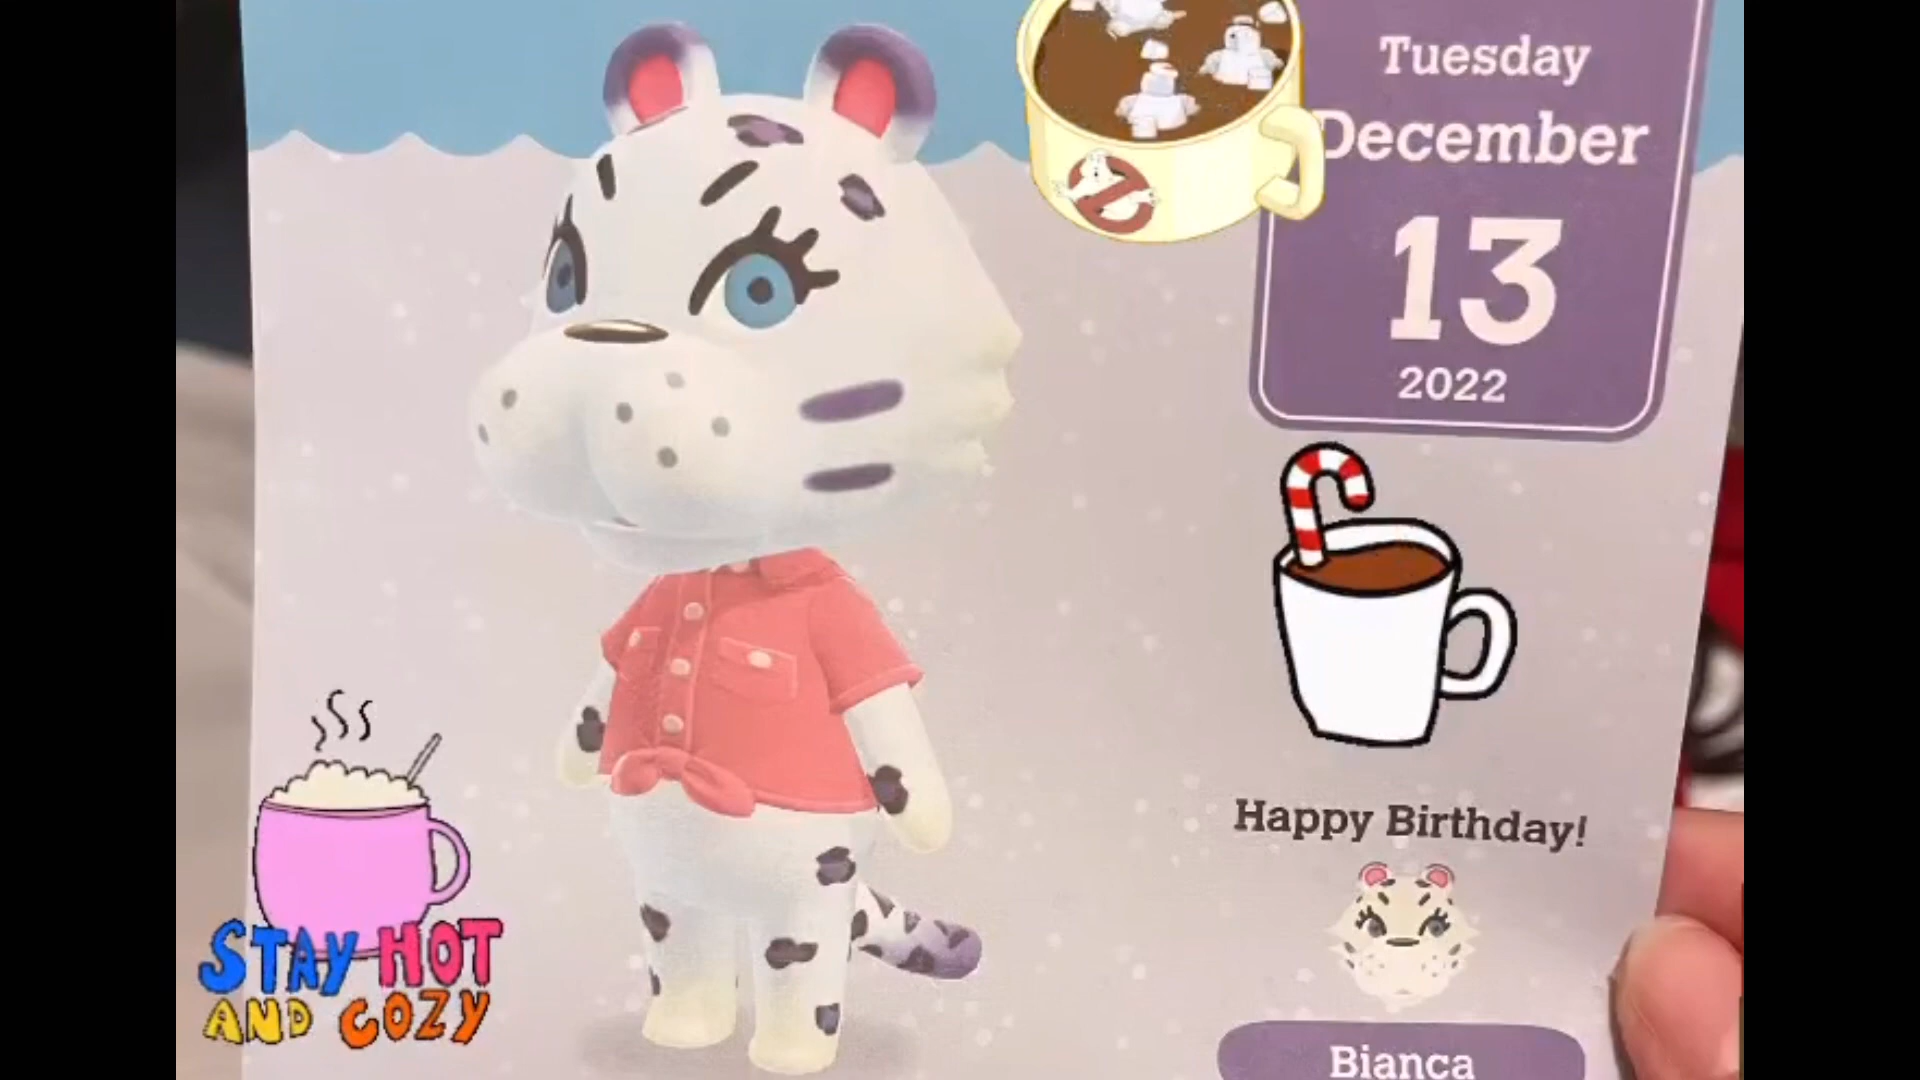 Tuesday
December
13
2022
Happy Birthday!
Bianca
STAY HOT
AND COZY